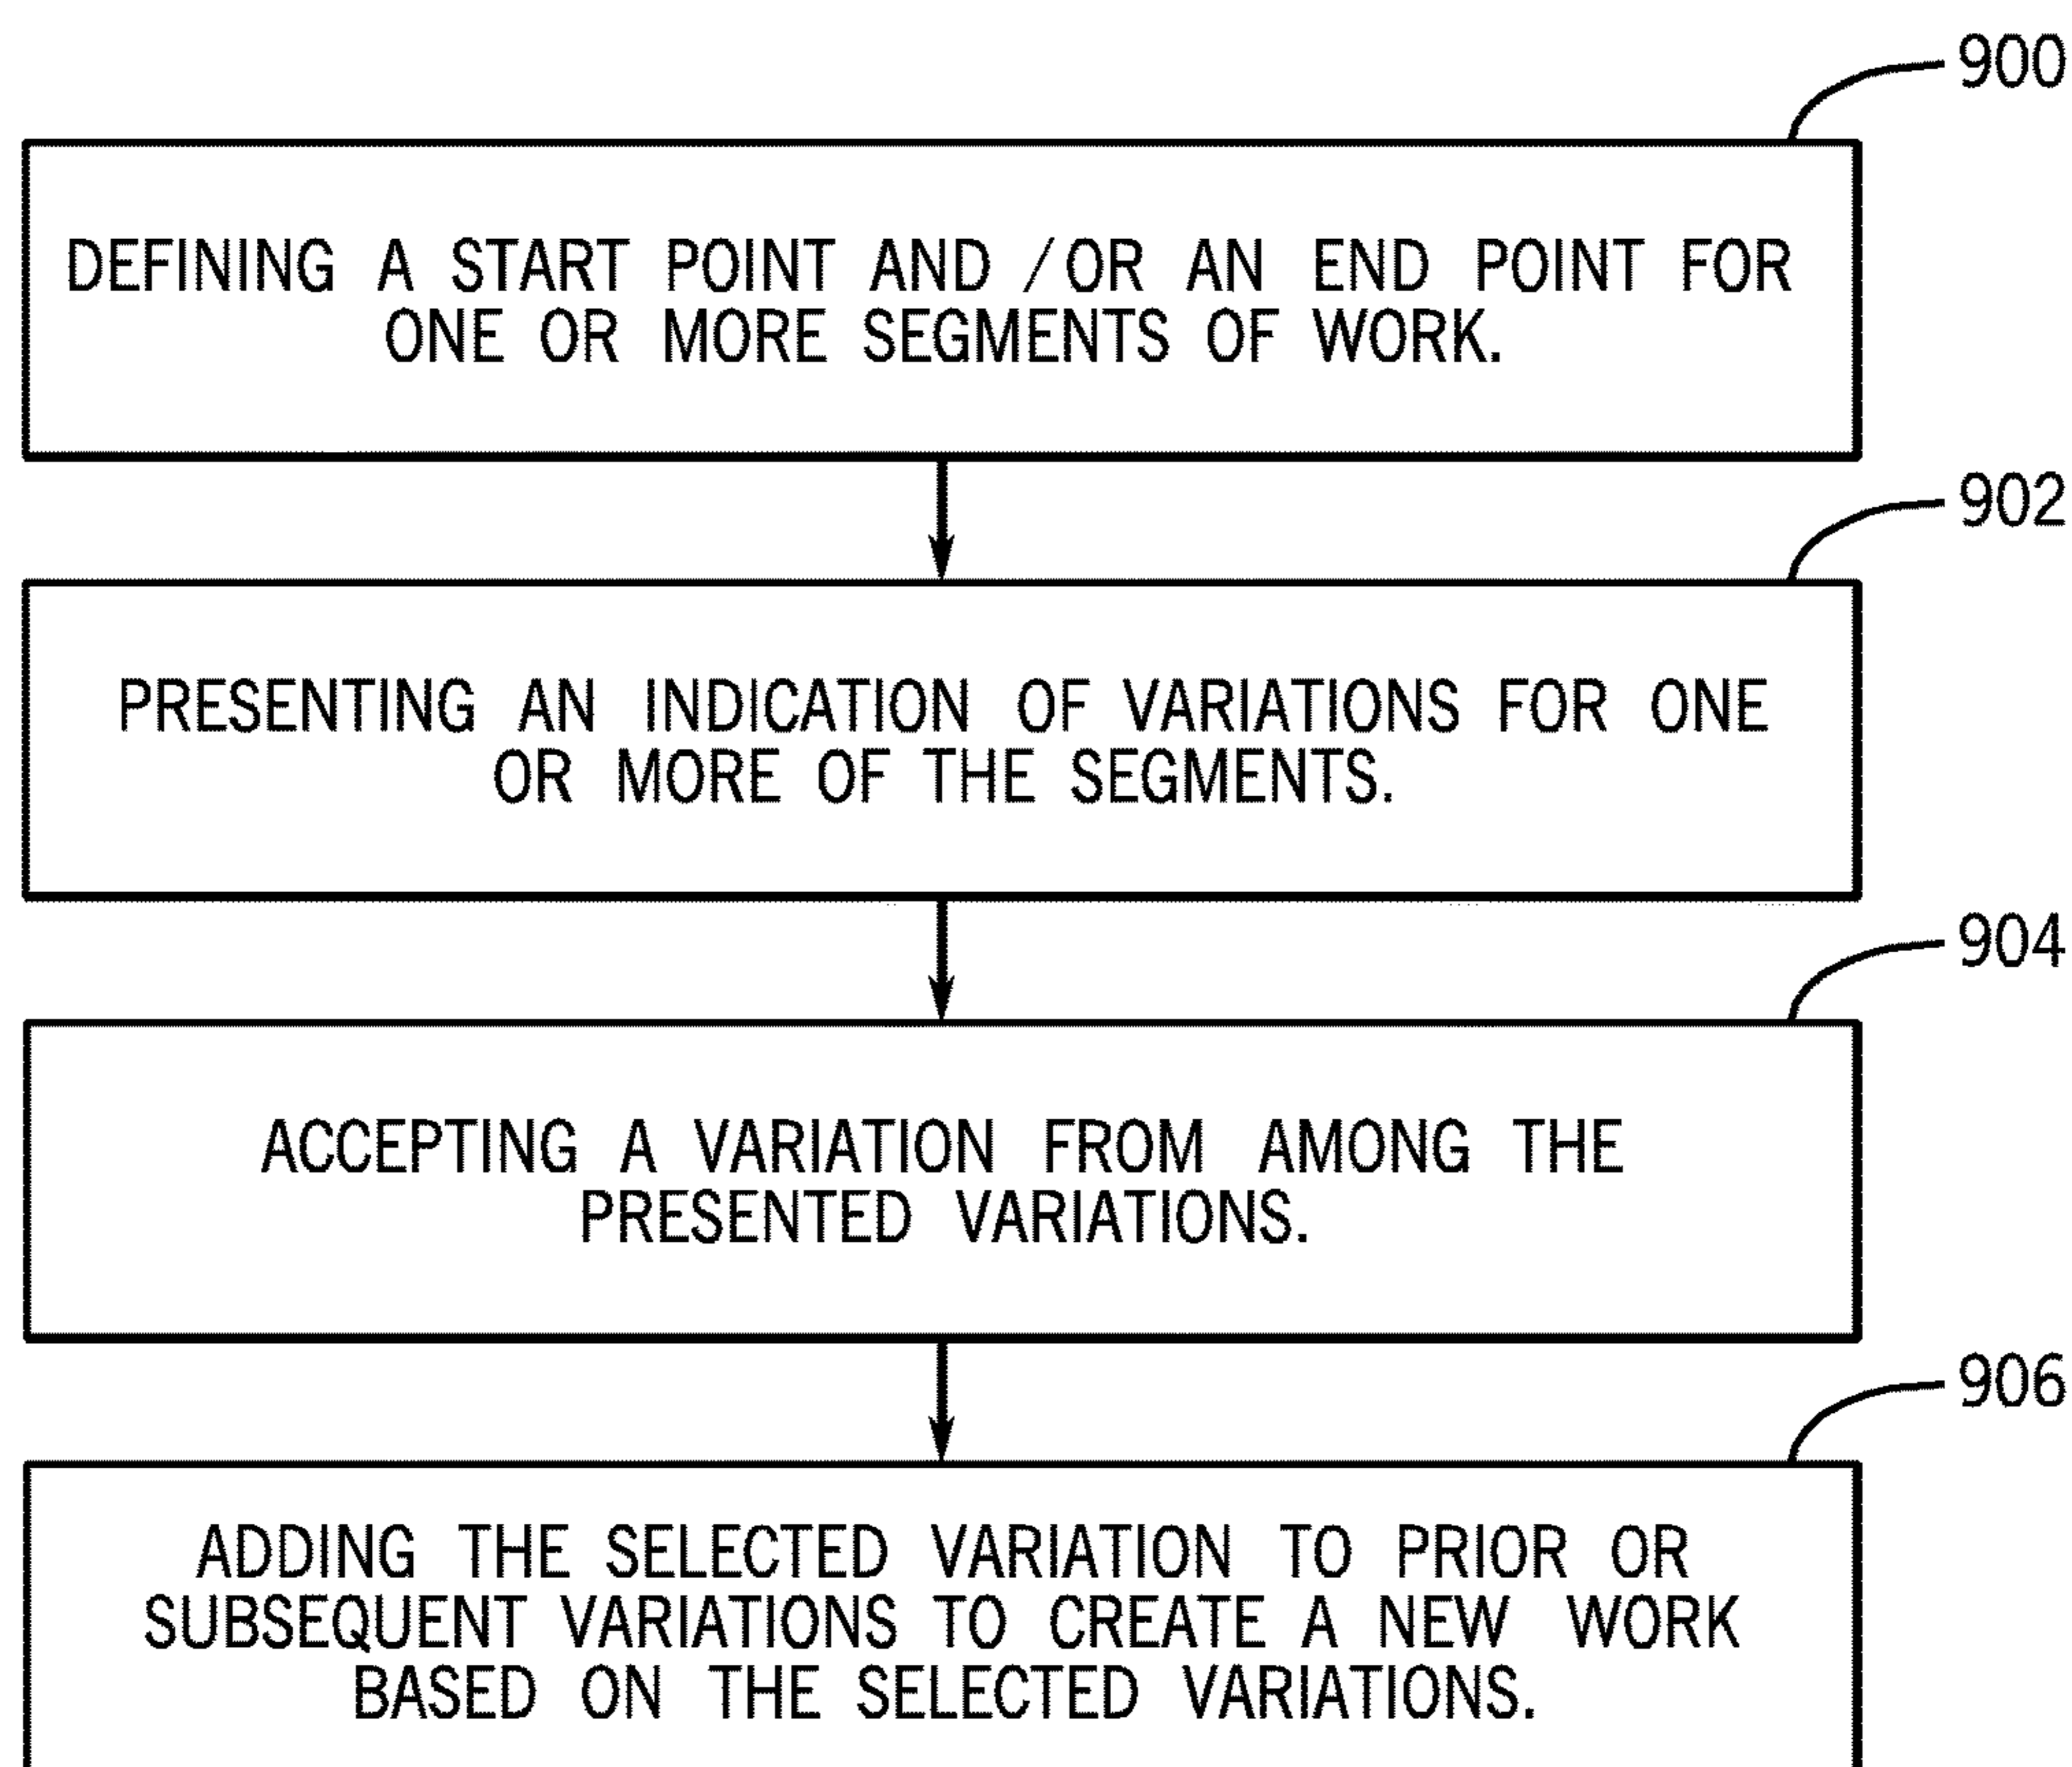 900
DEFINING A START POINT AND /OR AN END POINT FOR
ONE OR MORE SEGMENTS OF WORK.
902
PRESENTING AN INDICATION OF VARIATIONS FOR ONE
OR MORE OF THE SEGMENTS.
904
ACCEPTING A VARIATION FROM AMONG THE
PRESENTED VARIATIONS.
906
ADDING THE SELECTED VARIATION TO PRIOR OR
SUBSEQUENT VARIATIONS TO CREATE A NEW WORK
BASED ON THE SELECTED VARIATIONS.